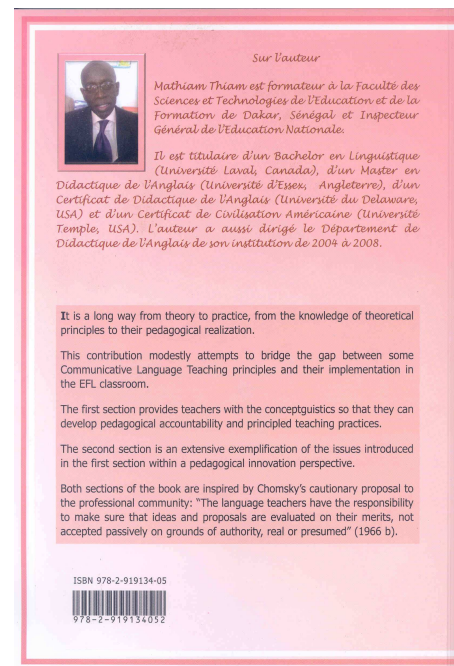 Sur l'auteur
Mathiam Thiam est formateur à la Faculté des
Sciences et Technologies de l'Education et de la
Formation de Dakar, Sénégal et Inspecteur
Général de l'Education Nationale.
Il est titulaire d'un Bachelor en Linguistique
(Université Laval, Canada), d'un Master en
Didactique de l'Anglais (Université d'Essex, Angleterre), d'un
Certificat de Didactique de l'Anglais (Université du Delaware,
USA) et d'un Certificat de Civilisation Américaine (Université
Temple, USA). L'auteur a aussi dirigé le Département de
Didactique de l'Anglais de son institution de 2004 à 2008.
It is a long way from theory to practice, from the knowledge of theoretical
principles to their pedagogical realization.
This contribution modestly attempts to bridge the gap between some
Communicative Language Teaching principles and their implementation in
the EFL classroom.
The first section provides teachers with the conceptguistics so that they can
develop pedagogical accountability and principled teaching practices.
The second section is an extensive exemplification of the issues introduced
in the first section within a pedagogical innovation perspective.
Both sections of the book are inspired by Chomsky's cautionary proposal to
the professional community: “The language teachers have the responsibility
to make sure that ideas and proposals are evaluated on their merits, not
accepted passively on grounds of authority, real or presumed” (1966 b).
ISBN 978-2-919134-05
978-2-919134052